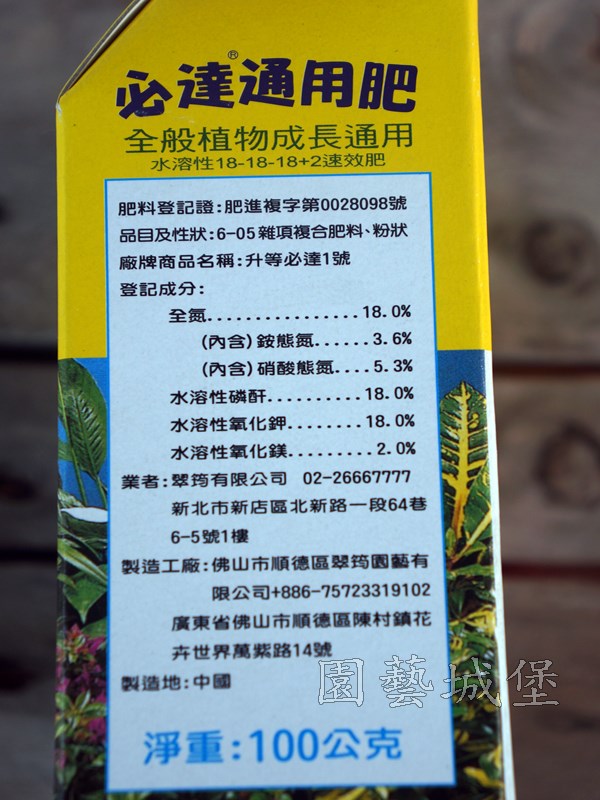 必達®通用肥
全般植物成長通用
水溶性18-18-18+2速效肥
肥料登記證:肥進複字第0028098號
品目及性狀:6-05雜項複合肥料、粉狀
廠牌商品名稱:升等必達1號
登記成分:
全氮................18.0%
(內含)銨態氮......3.6%
(內含)硝酸態氮....5.3%
水溶性磷酐..........18.0%
水溶性氧化鉀........18.0%
水溶性氧化鎂.........2.0%
業者:翠筠有限公司 02-26667777
新北市新店區北新路一段64巷
6-5號1樓
製造工廠:佛山市順德區翠筠園藝有
限公司+886-75723319102
廣東省佛山市順德區陳村鎮花
卉世界萬紫路14號
製造地:中國
淨重:100公克
園藝城堡